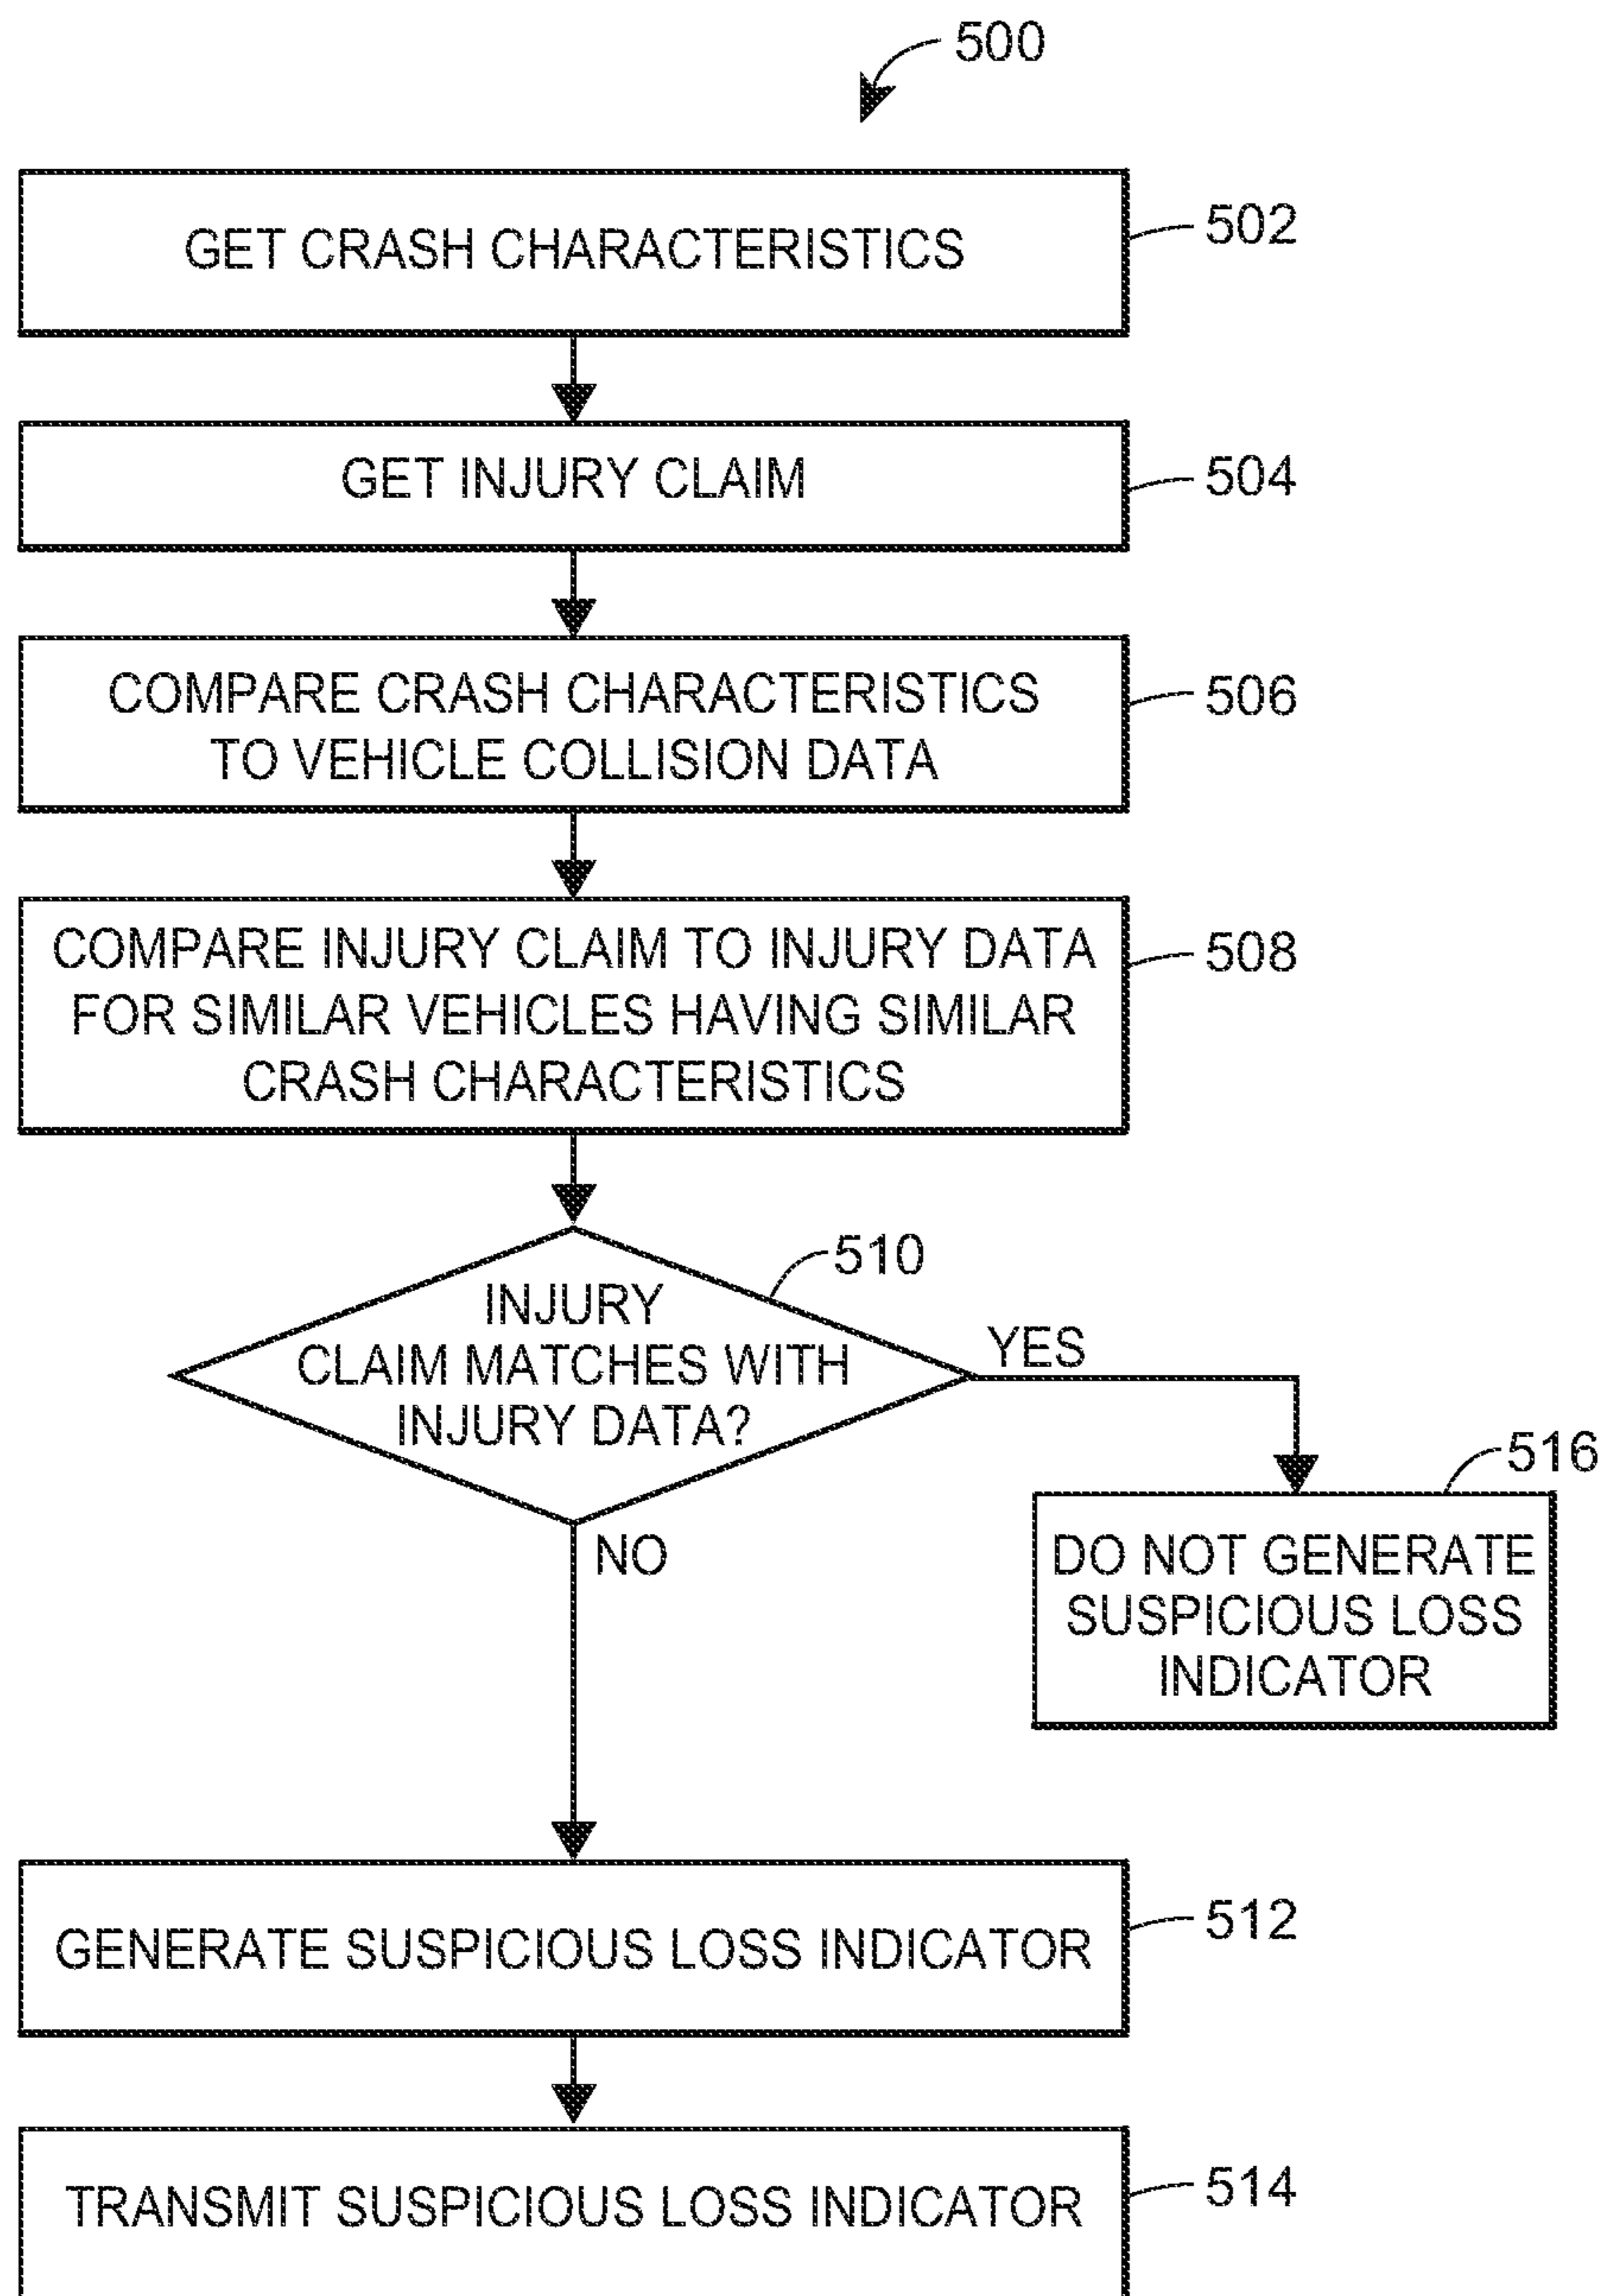 500
GET CRASH CHARACTERISTICS
502
GET INJURY CLAIM
504
COMPARE CRASH CHARACTERISTICS
TO VEHICLE COLLISION DATA
506
COMPARE INJURY CLAIM TO INJURY DATA
FOR SIMILAR VEHICLES HAVING SIMILAR
CRASH CHARACTERISTICS
508
510
INJURY
CLAIM MATCHES WITH
INJURY DATA?
YES
516
DO NOT GENERATE
SUSPICIOUS LOSS
INDICATOR
NO
GENERATE SUSPICIOUS LOSS INDICATOR
512
TRANSMIT SUSPICIOUS LOSS INDICATOR
514